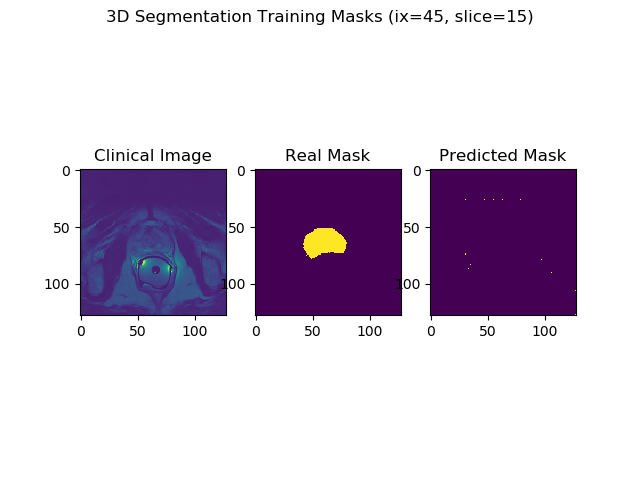 3D Segmentation Training Masks (ix=45, slice=15)
Clinical Image Real Mask Predicted Mask
0 0 0
50 50 50
100 100 100
0 50 100 0 50 100 0 50 100